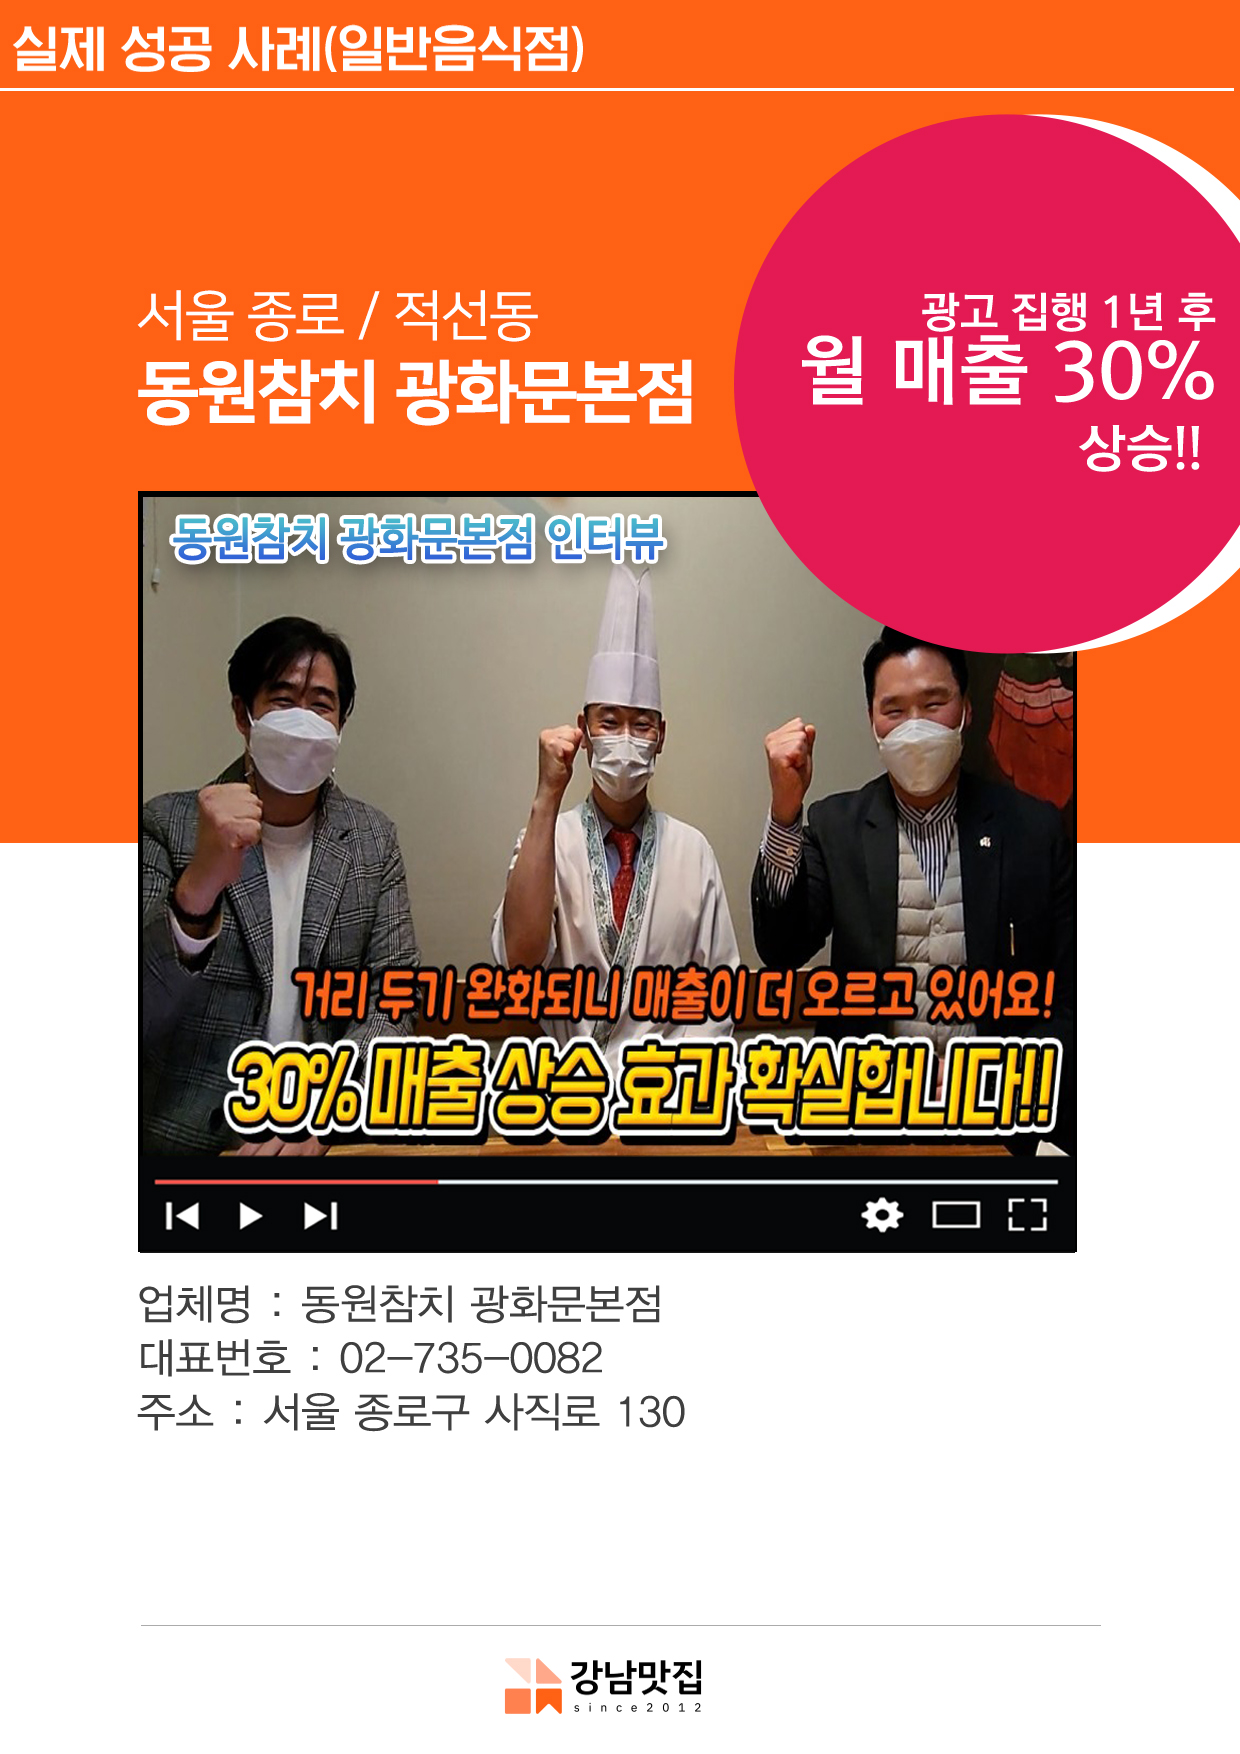 실제 성공 사례(일반음식점)
서울 종로 / 적선동
동원참치 광화문본점
광고 집행 1년 후
월 매출 30%
상승!!
동원참치 광화문본점 인터뷰
거리 두기 완화되니 매출이 더 오르고 있어요!
30% 매출 상승 효과 확실합니다!!
업체명 : 동원참치 광화문본점
대표번호 : 02-735-0082
주소 : 서울 종로구 사직로 130
강남맛집
since2012